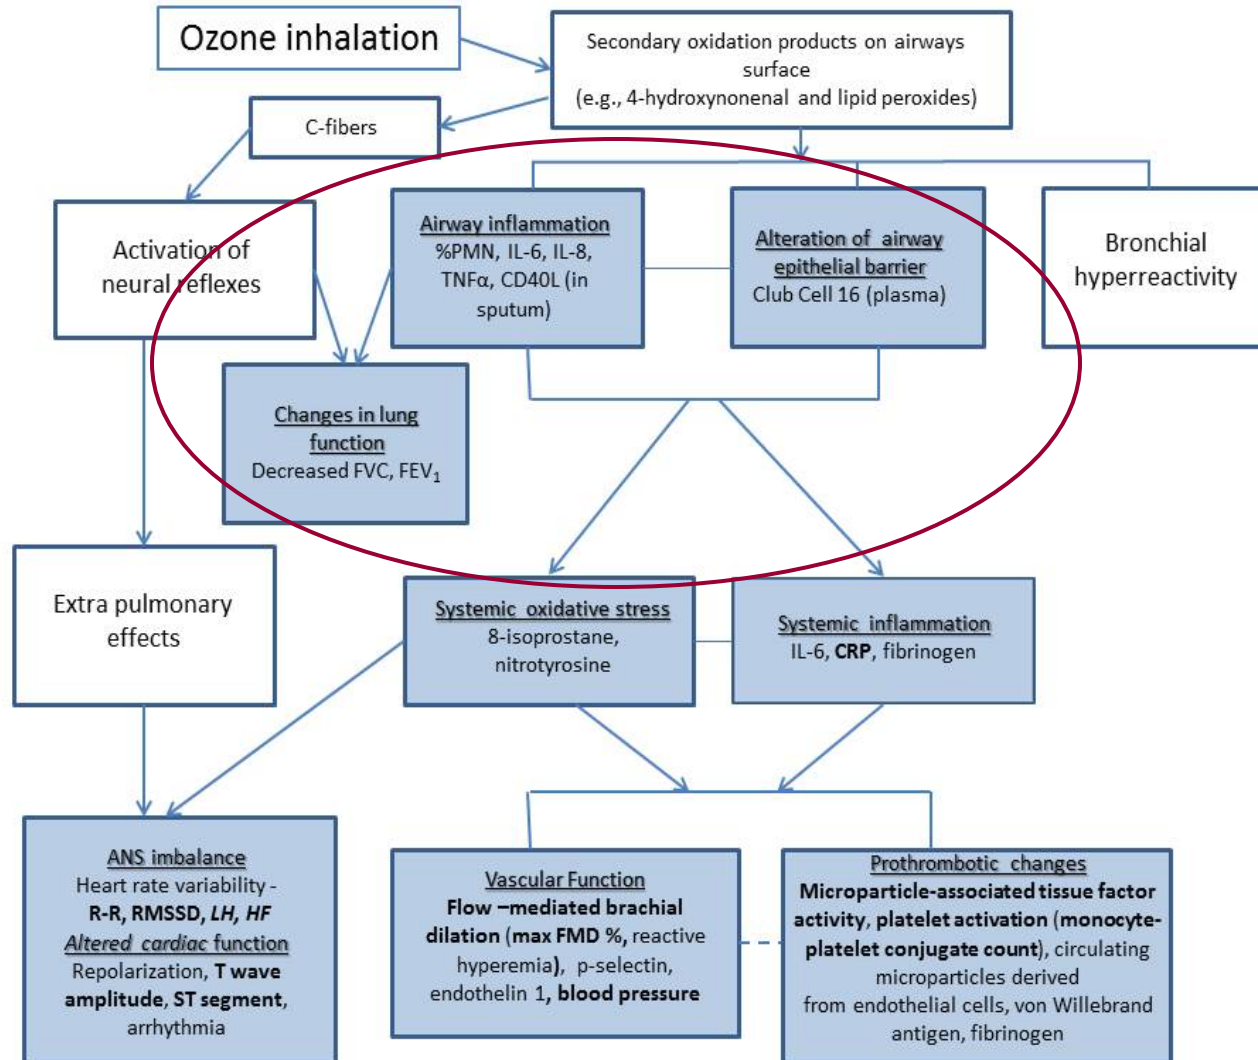 Ozone inhalation
Secondary oxidation products on airways
surface
(e.g., 4-hydroxynonenal and lipid peroxides)
C-fibers
Activation of
neural reflexes
Airway inflammation
%PMN, IL-6, IL-8,
TNFα, CD40L (in
sputum)
Alteration of airway
epithelial barrier
Club Cell 16 (plasma)
Bronchial
hyperreactivity
Changes in lung
function
Decreased FVC, FEV₁
Extra pulmonary
effects
Systemic oxidative stress
8-isoprostane,
nitrotyrosine
Systemic inflammation
IL-6, CRP, fibrinogen
ANS imbalance
Heart rate variability -
R-R, RMSSD, LH, HF
Altered cardiac function
Repolarization, T wave
amplitude, ST segment,
arrhythmia
Vascular Function
Flow –mediated brachial
dilation (max FMD %, reactive
hyperemia), p-selectin,
endothelin 1, blood pressure
Prothrombotic changes
Microparticle-associated tissue factor
activity, platelet activation (monocyte-
platelet conjugate count), circulating
microparticles derived
from endothelial cells, von Willebrand
antigen, fibrinogen